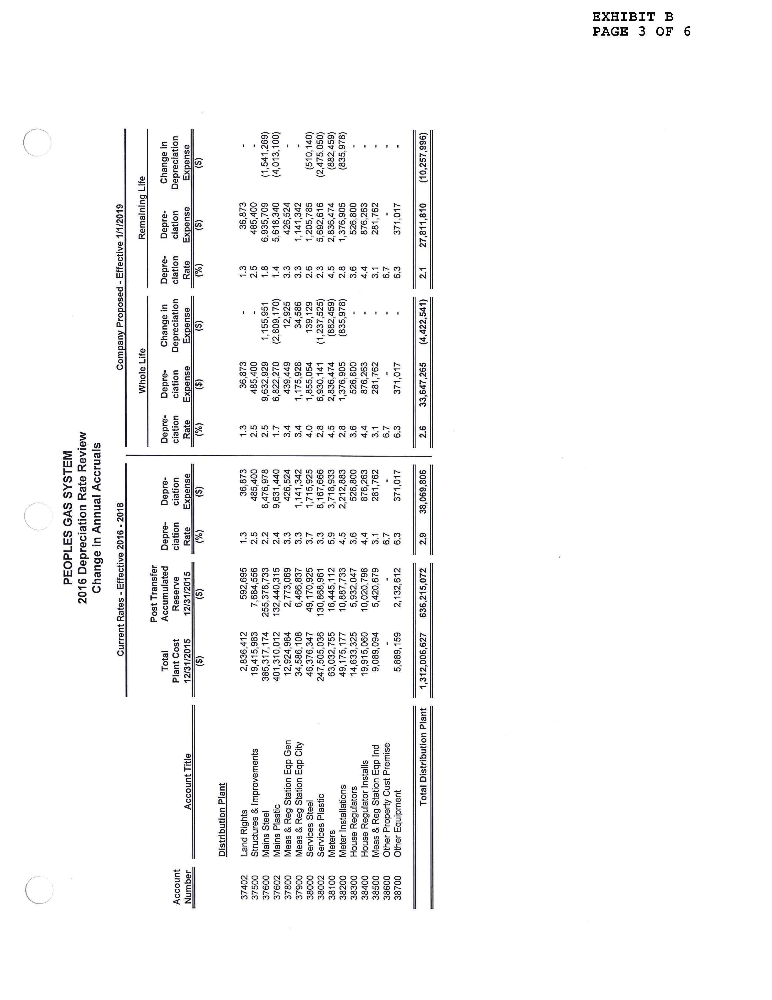 EXHIBIT B
PAGE 3 OF 6
PEOPLES GAS SYSTEM
2016 Depreciation Rate Review
Change in Annual Accruals
Current Rates - Effective 2016 - 2018 Company Proposed - Effective 1/1/2019
Whole Life Remaining Life
Post Transfer
Total Accumulated Depre- Depre- Depre- Depre- Change in Depre- Depre- Change in
Account Plant Cost Reserve ciation ciation ciation ciation Depreciation ciation ciation Depreciation
Number Account Title 12/31/2015 12/31/2015 Rate Expense Rate Expense Expense Rate Expense Expense
($) ($) (%) ($) (%) ($) ($) (%) ($) ($)
Distribution Plant
37402 Land Rights 2,836,412 592,695 1.3 36,873 1.3 36,873 - 1.3 36,873 -
37500 Structures & Improvements 19,415,983 7,684,556 2.5 485,400 2.5 485,400 - 2.5 485,400 -
37600 Mains Steel 385,317,174 255,378,733 2.2 8,476,978 2.5 9,632,929 1,155,951 1.8 6,935,709 (1,541,269)
37602 Mains Plastic 401,310,012 132,440,315 2.4 9,631,440 1.7 6,822,270 (2,809,170) 1.4 5,618,340 (4,013,100)
37800 Meas & Reg Station Eqp Gen 12,924,984 2,773,069 3.3 426,524 3.4 439,449 12,925 3.3 426,524 -
37900 Meas & Reg Station Eqp City 34,586,108 6,466,837 3.3 1,141,342 3.4 1,175,928 34,586 3.3 1,141,342 -
38000 Services Steel 46,376,347 49,170,925 3.7 1,715,925 4.0 1,855,054 139,129 2.6 1,205,785 (510,140)
38002 Services Plastic 247,505,036 130,868,961 3.3 8,167,666 2.8 6,930,141 (1,237,525) 2.3 5,692,616 (2,475,050)
38100 Meters 63,032,755 16,445,112 5.9 3,718,933 4.5 2,836,474 (882,459) 4.5 2,836,474 (882,459)
38200 Meter Installations 49,175,177 10,887,733 4.5 2,212,883 2.8 1,376,905 (835,978) 2.8 1,376,905 (835,978)
38300 House Regulators 14,633,325 5,932,047 3.6 526,800 3.6 526,800 - 3.6 526,800 -
38400 House Regulator Installs 19,915,060 10,020,798 4.4 876,263 4.4 876,263 - 4.4 876,263 -
38500 Meas & Reg Station Eqp Ind 9,089,094 5,420,679 3.1 281,762 3.1 281,762 - 3.1 281,762 -
38600 Other Property Cust Premise - - 6.7 - 6.7 - - 6.7 - -
38700 Other Equipment 5,889,159 2,132,612 6.3 371,017 6.3 371,017 - 6.3 371,017 -
Total Distribution Plant 1,312,006,627 636,215,072 2.9 38,069,806 2.6 33,647,265 (4,422,541) 2.1 27,811,810 (10,257,996)